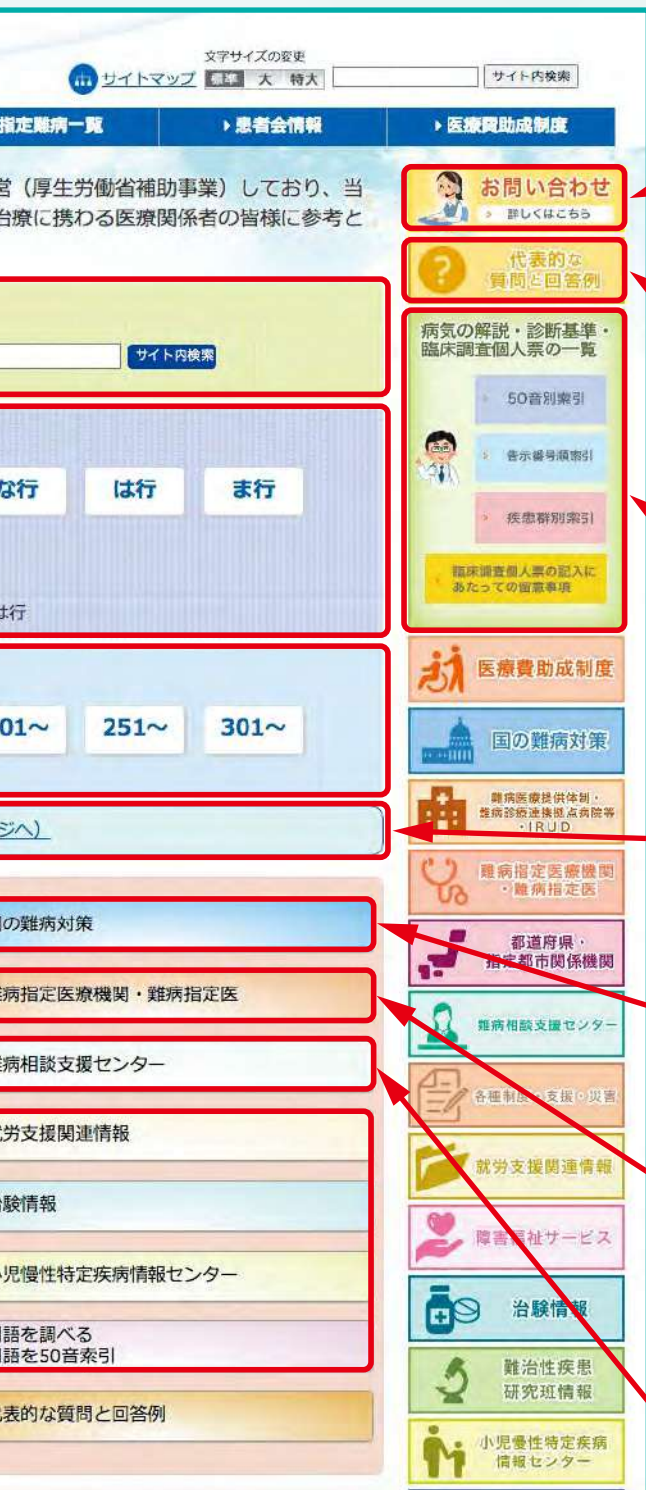 文字サイズの変更
サイトマップ 標準 大 特大 サイト内検索
指定難病一覧 患者会情報 医療費助成制度
営（厚生労働省補助事業）しており、当
治療に携わる医療関係者の皆様に参考と
サイト内検索
な行 は行 ま行
は行
01～ 251～ 301～
ジへ）
国の難病対策
難病指定医療機関・難病指定医
難病相談支援センター
就労支援関連情報
治験情報
小児慢性特定疾病情報センター
用語を調べる
用語を50音索引
代表的な質問と回答例
お問い合わせ
詳しくはこちら
代表的な
質問と回答例
病気の解説・診断基準・
臨床調査個人票の一覧
50音別索引
告示番号順索引
疾患群別索引
臨床調査個人票の記入に
あたっての留意事項
医療費助成制度
国の難病対策
難病医療提供体制・
難病診療連携拠点病院等
・IRUD
難病指定医療機関
・難病指定医
都道府県・
指定都市関係機関
難病相談支援センター
各種制度・支援・災害
就労支援関連情報
障害福祉サービス
治験情報
難治性疾患
研究班情報
小児慢性特定疾病
情報センター